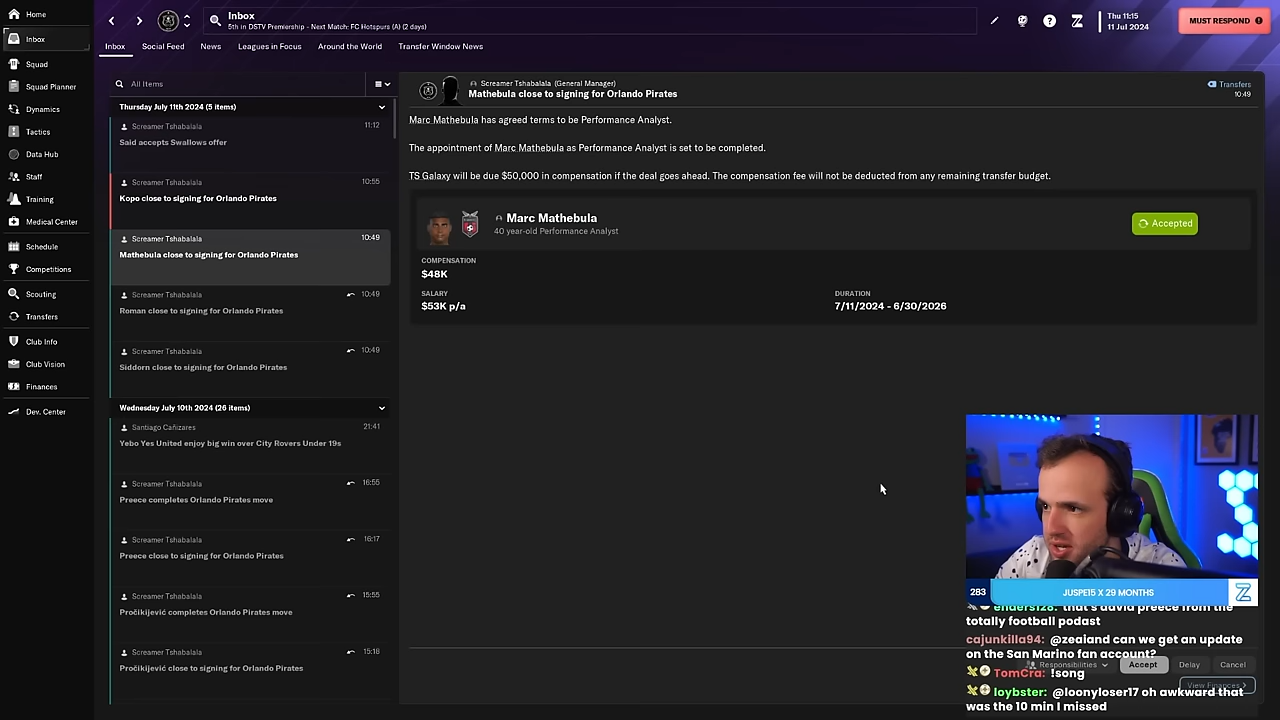 Home
Inbox
Squad
Squad Planner
Dynamics
Tactics
Data Hub
Staff
Training
Medical Center
Schedule
Competitions
Scouting
Transfers
Club Info
Club Vision
Finances
Dev. Center
Inbox
5th in DSTV Premiership - Next Match: FC Hotspurs (A) (2 days)
Thu 11:15
11 Jul 2024
MUST RESPOND
Inbox
Social Feed
News
Leagues in Focus
Around the World
Transfer Window News
All Items
Thursday July 11th 2024 (5 items)
Screamer Tshabalala 11:12
Said accepts Swallows offer
Screamer Tshabalala 10:55
Kopo close to signing for Orlando Pirates
Screamer Tshabalala 10:49
Mathebula close to signing for Orlando Pirates
Screamer Tshabalala 10:49
Roman close to signing for Orlando Pirates
Screamer Tshabalala 10:49
Siddorn close to signing for Orlando Pirates
Wednesday July 10th 2024 (26 items)
Santiago Cañizares 21:41
Yebo Yes United enjoy big win over City Rovers Under 19s
Screamer Tshabalala 16:55
Preece completes Orlando Pirates move
Screamer Tshabalala 16:17
Preece close to signing for Orlando Pirates
Screamer Tshabalala 15:55
Pročikijević completes Orlando Pirates move
Screamer Tshabalala 15:18
Pročikijević close to signing for Orlando Pirates
Screamer Tshabalala (General Manager)
Mathebula close to signing for Orlando Pirates
Transfers
10:49
Marc Mathebula has agreed terms to be Performance Analyst.
The appointment of Marc Mathebula as Performance Analyst is set to be completed.
TS Galaxy will be due $50,000 in compensation if the deal goes ahead. The compensation fee will not be deducted from any remaining transfer budget.
Marc Mathebula
40 year-old Performance Analyst
Accepted
COMPENSATION
$48K
SALARY
$53K p/a
DURATION
7/11/2024 - 6/30/2026
283 JUSPE15 X 29 MONTHS
enders128: that's david preece from the
totally football podast
cajunkilla94: @zealand can we get an update
on the San Marino fan account?
Responsibilities
Accept
Delay
Cancel
TomCra: !song
View Finances >
loybster: @loonyloser17 oh awkward that
was the 10 min I missed